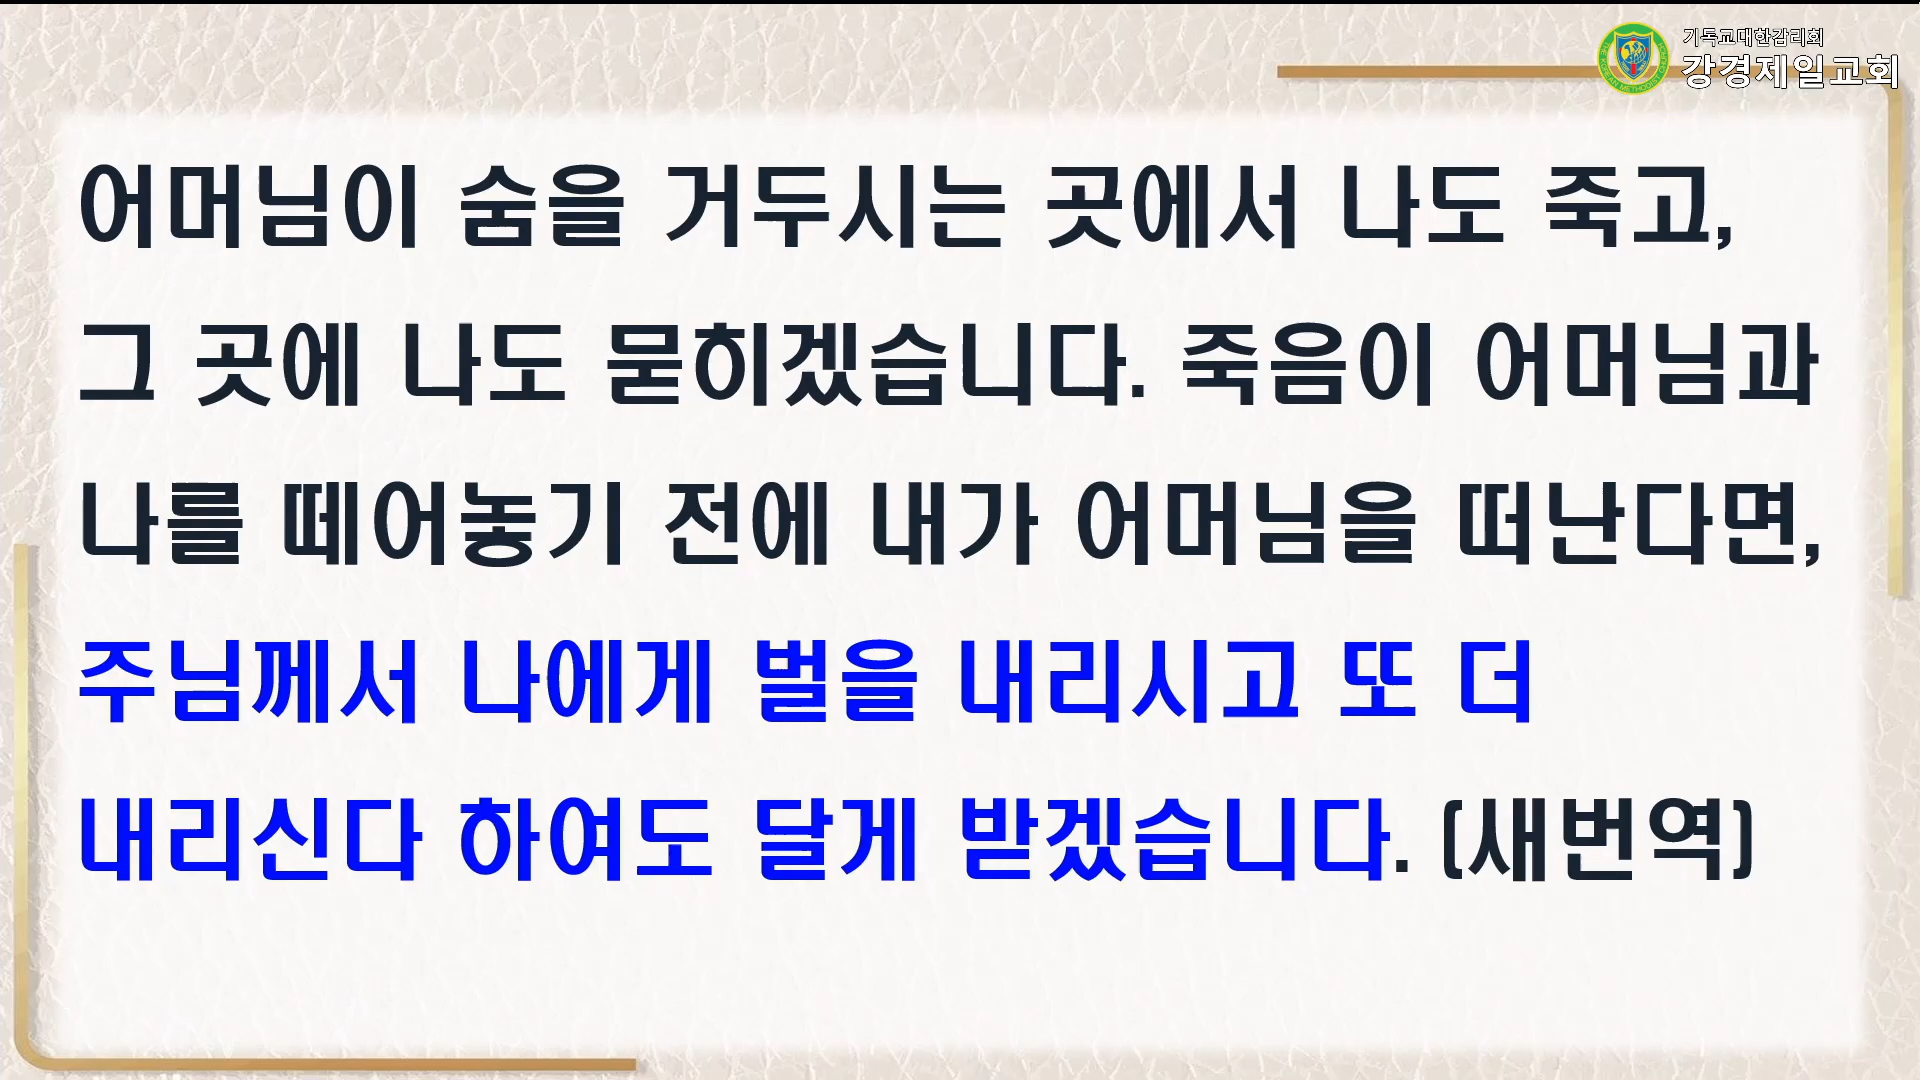 기독교대한감리회
강경제일교회
어머님이 숨을 거두시는 곳에서 나도 죽고,
그 곳에 나도 묻히겠습니다. 죽음이 어머님과
나를 떼어놓기 전에 내가 어머님을 떠난다면,
주님께서 나에게 벌을 내리시고 또 더
내리신다 하여도 달게 받겠습니다. (새번역)